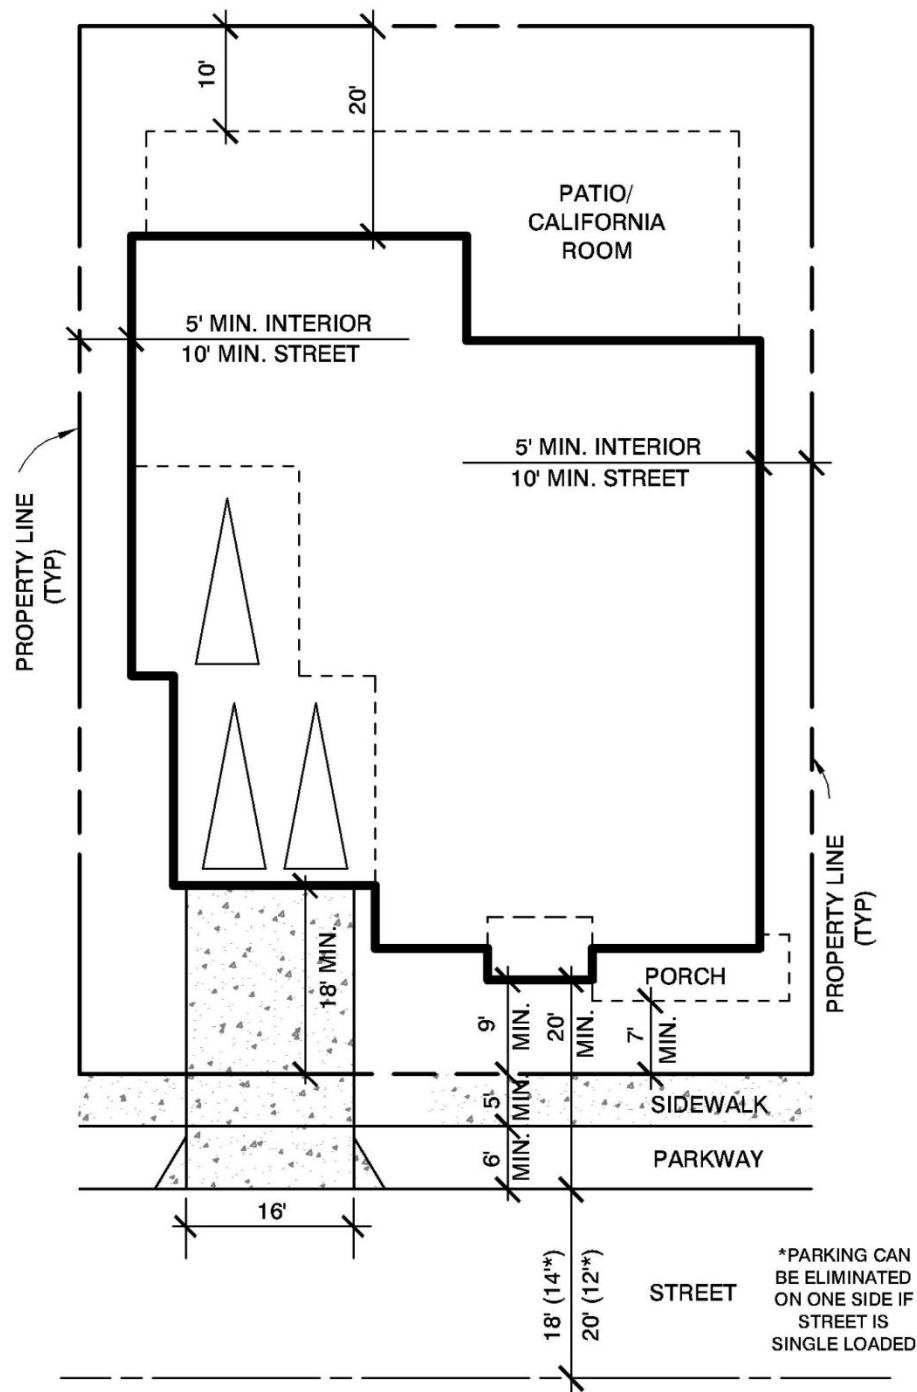 10'
20'
PATIO/
CALIFORNIA
ROOM
5' MIN. INTERIOR
10' MIN. STREET
5' MIN. INTERIOR
10' MIN. STREET
PROPERTY LINE
(TYP)
PROPERTY LINE
(TYP)
18' MIN.
9'
MIN.
20'
MIN.
7'
MIN.
PORCH
5'
MIN.
SIDEWALK
6'
MIN.
PARKWAY
16'
18' (14'*)
20' (12'*)
STREET
*PARKING CAN
BE ELIMINATED
ON ONE SIDE IF
STREET IS
SINGLE LOADED